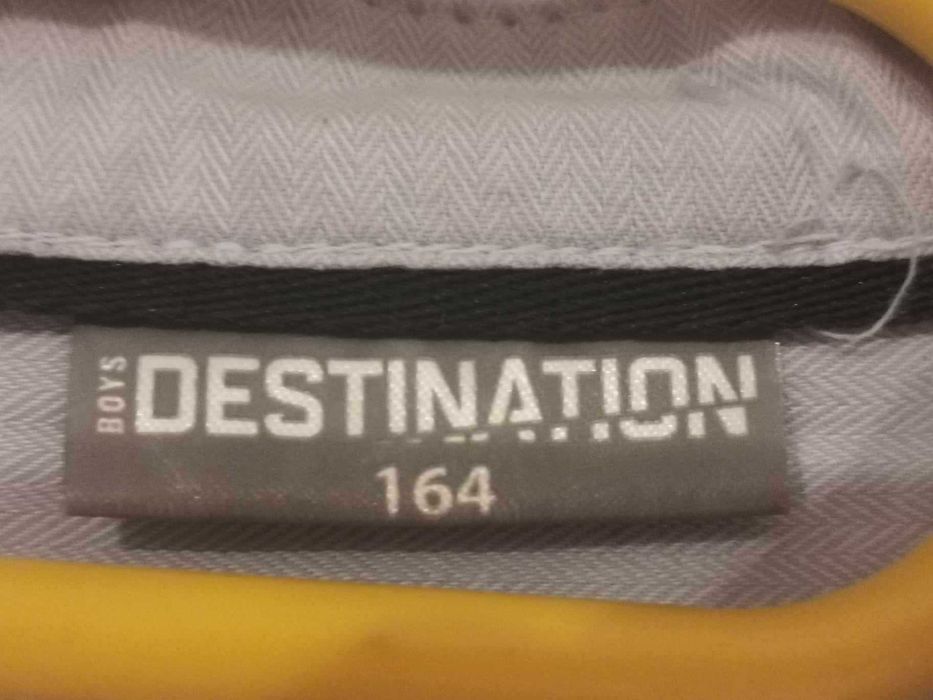 BOYS
DESTINATION
164